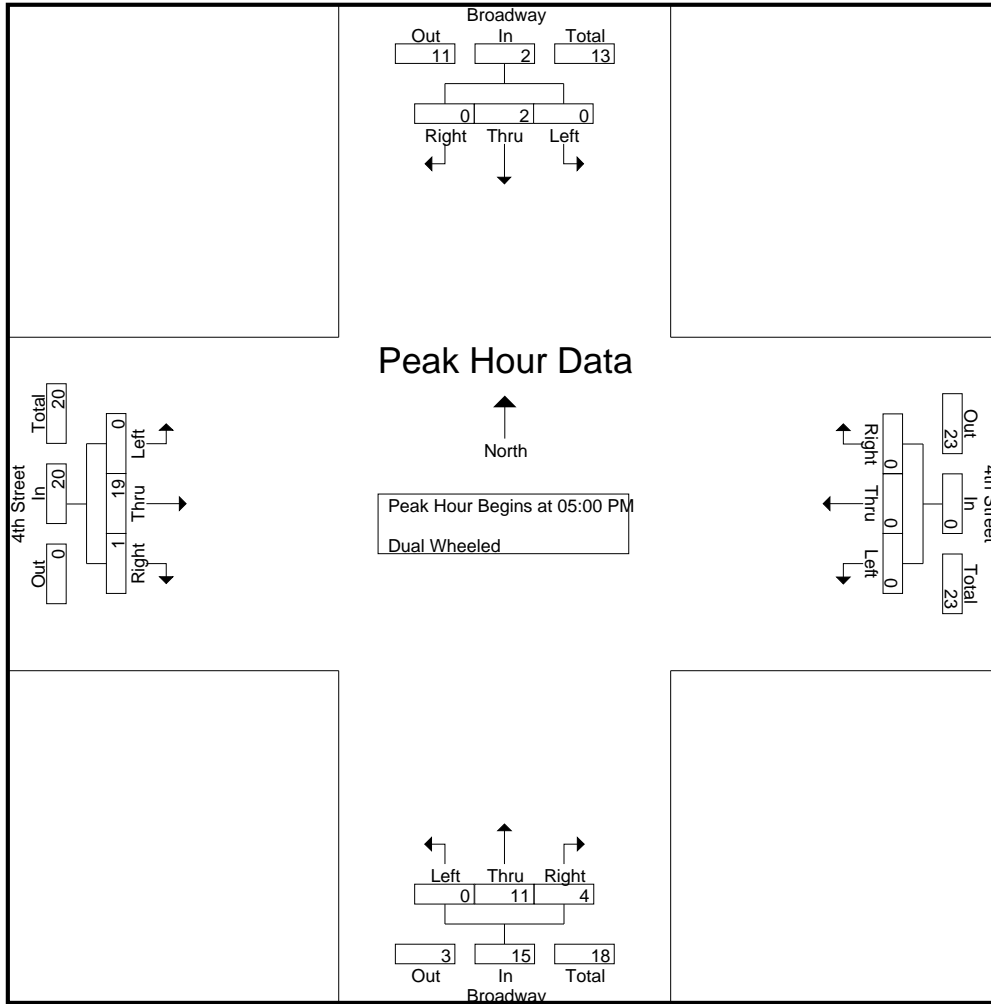 Broadway
Out In Total
11 2 13
0 2 0
Right Thru Left
Peak Hour Data
North
Peak Hour Begins at 05:00 PM
Dual Wheeled
4th Street
Total In Out
20 20 0
0 19 1
Left Thru Right
4th Street
Out In Total
23 0 23
0 0 0
Right Thru Left
Left Thru Right
0 11 4
3 15 18
Out In Total
Broadway